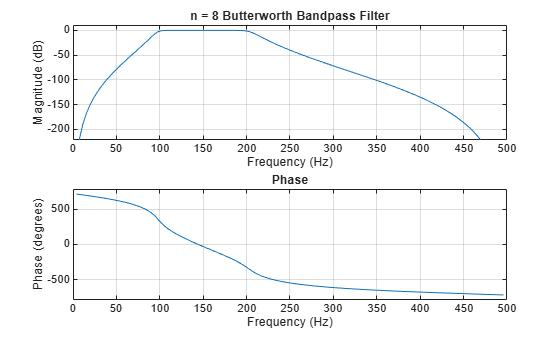 n = 8 Butterworth Bandpass Filter
Magnitude (dB)
0
-50
-100
-150
-200
0 50 100 150 200 250 300 350 400 450 500
Frequency (Hz)
Phase
Phase (degrees)
500
0
-500
0 50 100 150 200 250 300 350 400 450 500
Frequency (Hz)